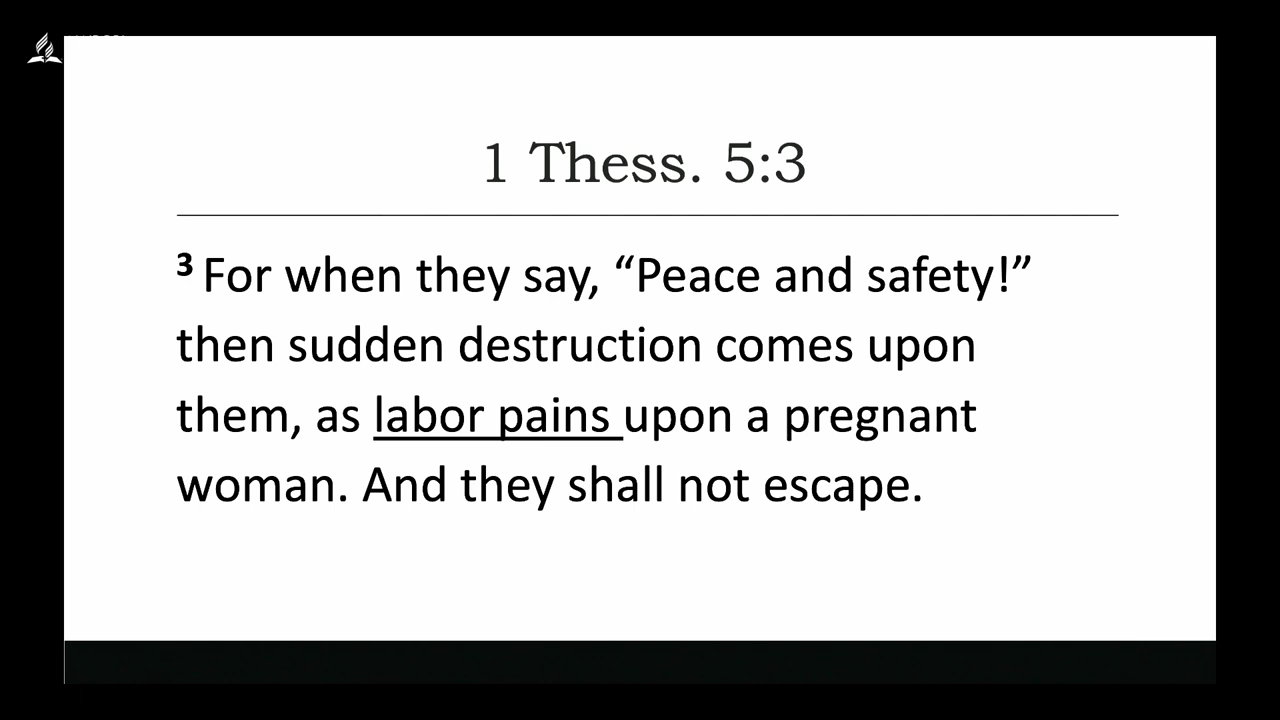 1 Thess. 5:3
3 For when they say, “Peace and safety!”
then sudden destruction comes upon
them, as labor pains upon a pregnant
woman. And they shall not escape.